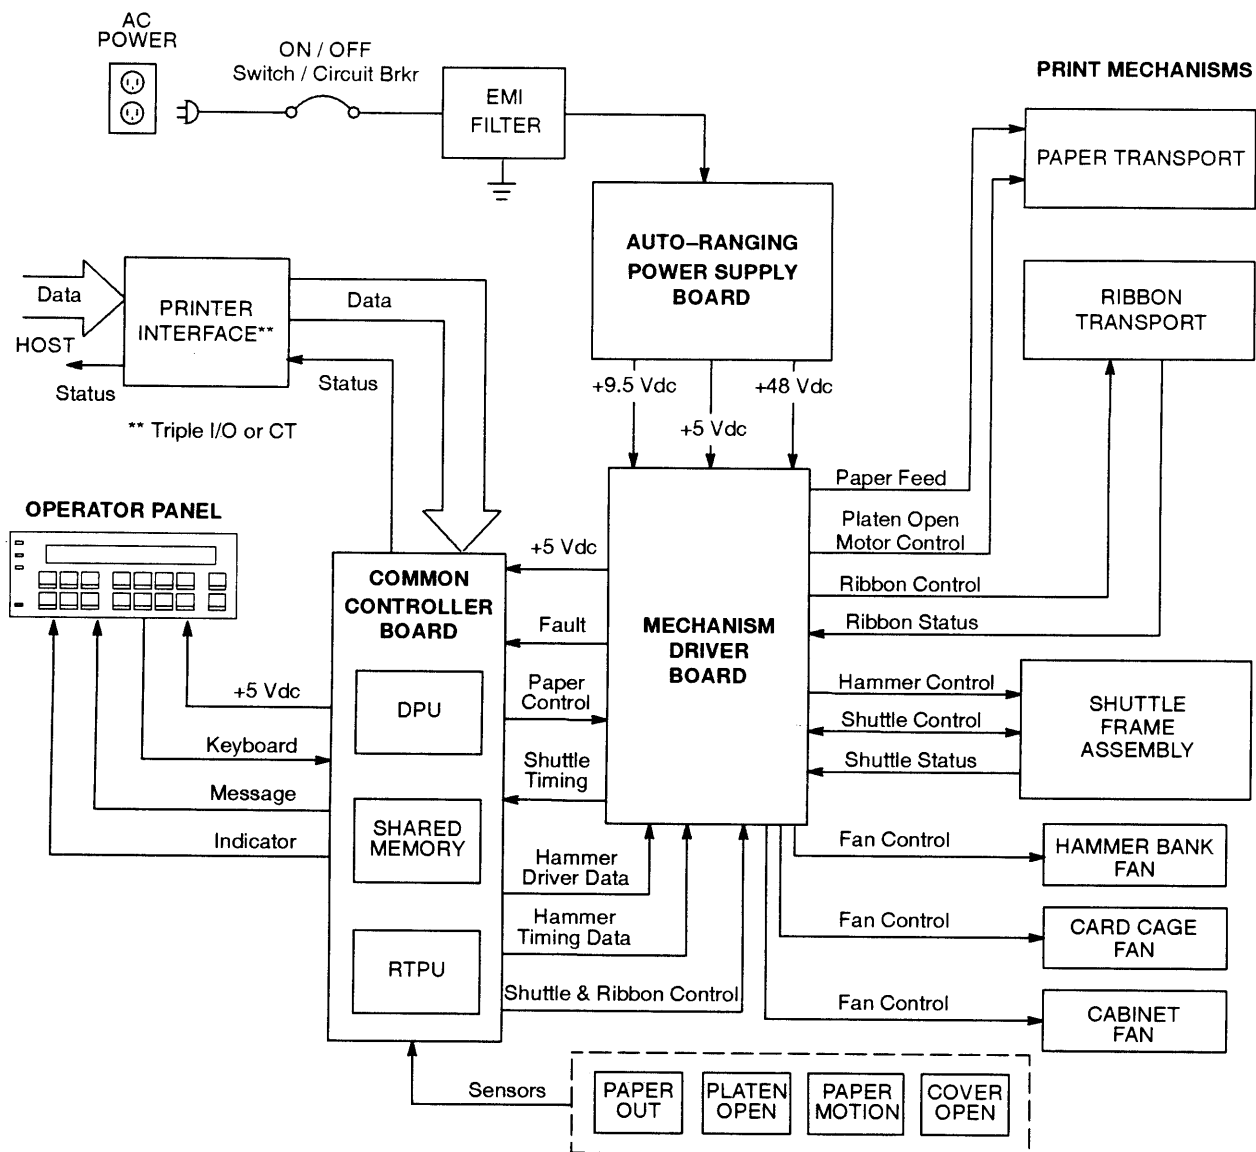 AC
POWER
ON / OFF
Switch / Circuit Brkr
EMI
FILTER
PRINT MECHANISMS
PAPER TRANSPORT
AUTO–RANGING
POWER SUPPLY
BOARD
RIBBON
TRANSPORT
Data
HOST
Status
PRINTER
INTERFACE**
Data
Status
** Triple I/O or CT
+9.5 Vdc
+5 Vdc
+48 Vdc
OPERATOR PANEL
COMMON
CONTROLLER
BOARD
DPU
SHARED
MEMORY
RTPU
+5 Vdc
Keyboard
Message
Indicator
+5 Vdc
Fault
Paper
Control
Shuttle
Timing
Hammer
Driver Data
Hammer
Timing Data
Shuttle & Ribbon Control
MECHANISM
DRIVER
BOARD
Paper Feed
Platen Open
Motor Control
Ribbon Control
Ribbon Status
Hammer Control
Shuttle Control
Shuttle Status
SHUTTLE
FRAME
ASSEMBLY
Fan Control
HAMMER BANK
FAN
Fan Control
CARD CAGE
FAN
Fan Control
CABINET
FAN
Sensors
PAPER
OUT
PLATEN
OPEN
PAPER
MOTION
COVER
OPEN